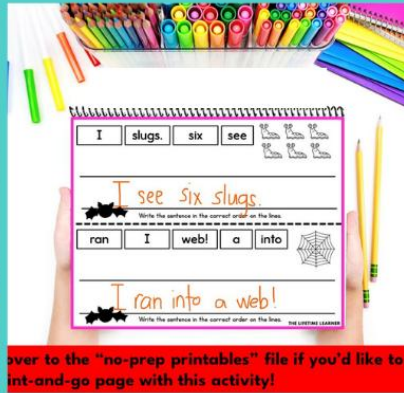 I slugs. six see
I see six slugs.
Write the sentence in the correct order on the lines.
ran I web! a into
I ran into a web!
Write the sentence in the correct order on the lines.
THE LIFETIME LEARNER
over to the "no-prep printables" file if you'd like to
int-and-go page with this activity!